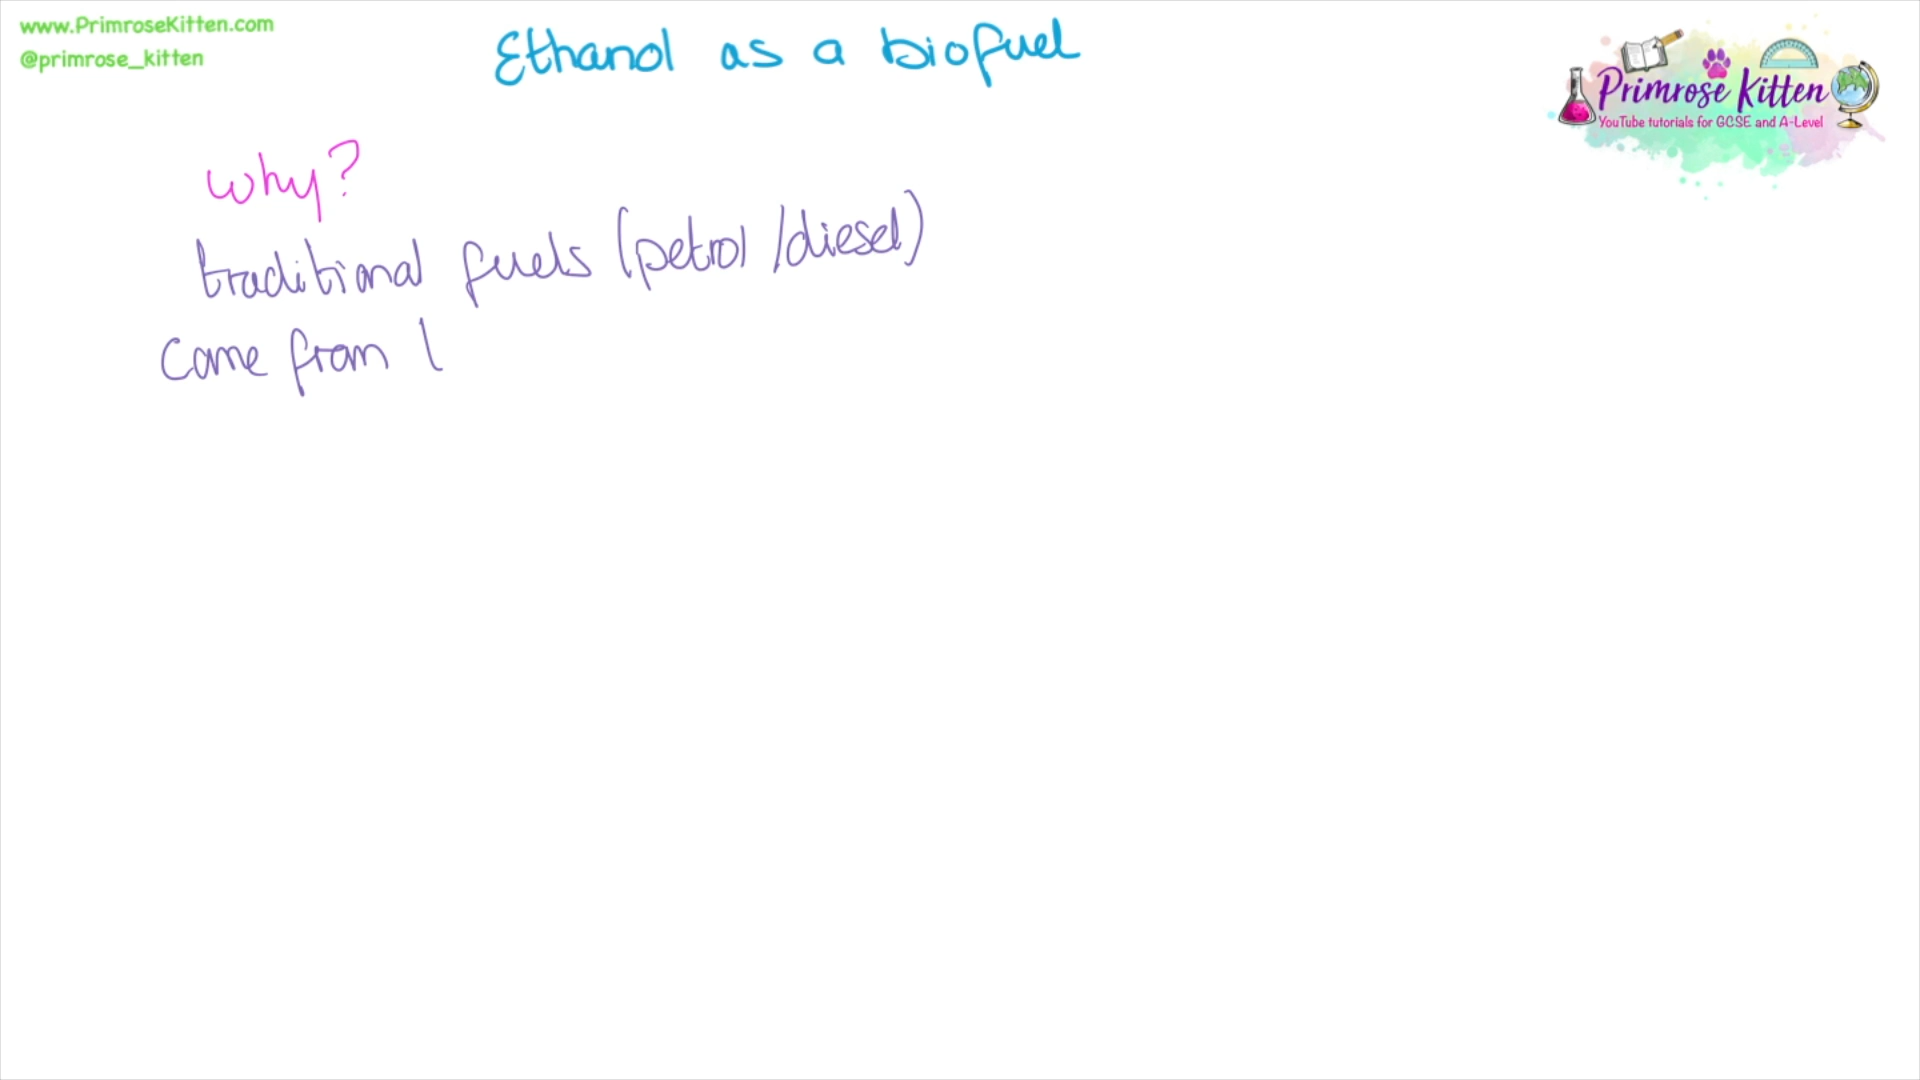 www.PrimroseKitten.com
@primrose_kitten
Ethanol as a biofuel
Primrose Kitten
YouTube tutorials for GCSE and A-Level
why?
traditional fuels (petrol/diesel)
Come from l